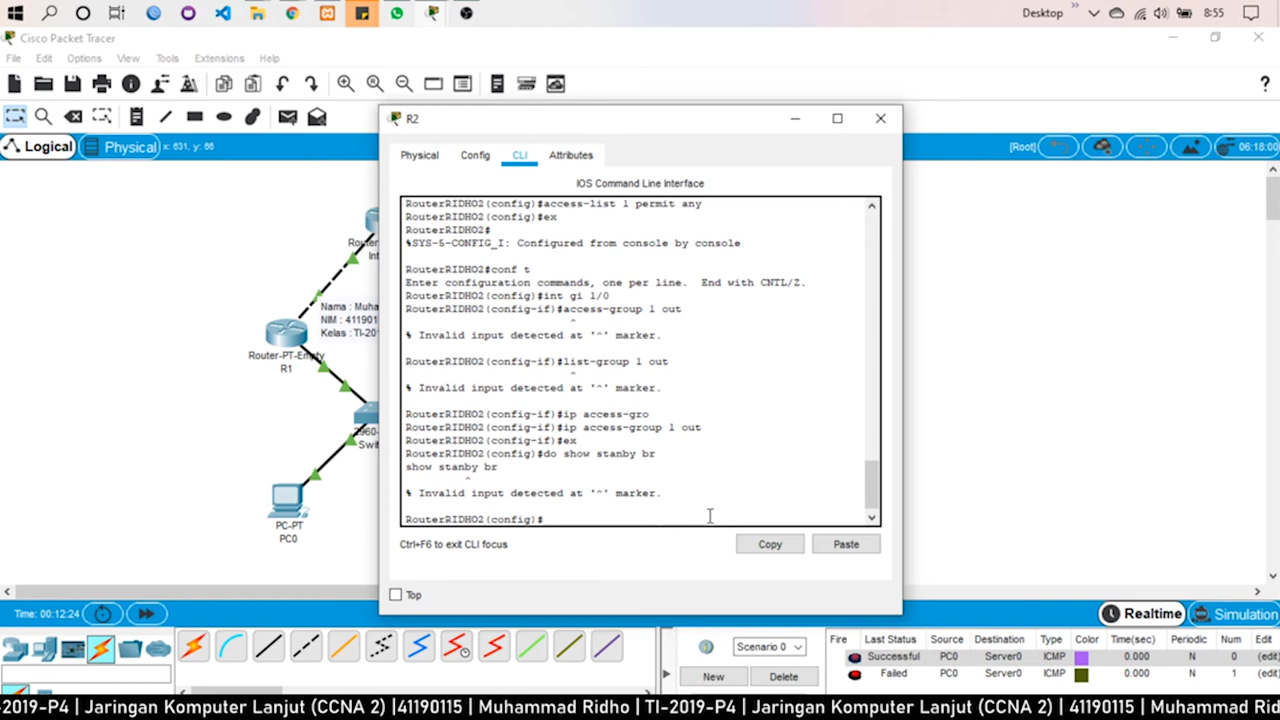 Desktop
8:55
Cisco Packet Tracer
File Edit Options View Tools Extensions Help
?
Logical Physical x: 631, y: 66
[Root] 06:18:00
R2
Physical Config CLI Attributes
IOS Command Line Interface
RouterRIDHO2(config)#access-list 1 permit any
RouterRIDHO2(config)#ex
RouterRIDHO2#
%SYS-5-CONFIG_I: Configured from console by console
RouterRIDHO2#conf t
Enter configuration commands, one per line. End with CNTL/Z.
RouterRIDHO2(config)#int gi 1/0
RouterRIDHO2(config-if)#access-group 1 out
^
% Invalid input detected at '^' marker.
RouterRIDHO2(config-if)#list-group 1 out
^
% Invalid input detected at '^' marker.
RouterRIDHO2(config-if)#ip access-gro
RouterRIDHO2(config-if)#ip access-group 1 out
RouterRIDHO2(config-if)#ex
RouterRIDHO2(config)#do show stanby br
show stanby br
^
% Invalid input detected at '^' marker.
RouterRIDHO2(config)#
Ctrl+F6 to exit CLI focus
Copy Paste
Top
Route
Int
Nama : Muha
NIM : 411901
Kelas : TI-201
Router-PT-Empty
R1
2960-
Swit
PC-PT
PC0
Time: 00:12:24
Realtime Simulation
Scenario 0
New Delete
Fire Last Status Source Destination Type Color Time(sec) Periodic Num Edit
Successful PC0 Server0 ICMP 0.000 N 0 (edit)
Failed PC0 Server0 ICMP 0.000 N 1 (edit)
-2019-P4 | Jaringan Komputer Lanjut (CCNA 2) |41190115 | Muhammad Ridho | TI-2019-P4 | Jaringan Komputer Lanjut (CCNA 2) | 41190115 | Muhammad Ri